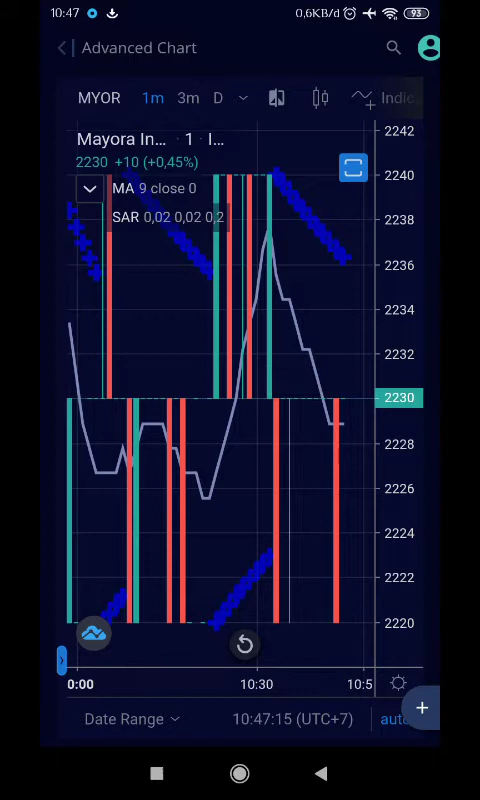 10:47 0,6KB/d 93
Advanced Chart
MYOR 1m 3m D Indic
Mayora In... · 1 · I...
2230 +10 (+0,45%)
MA 9 close 0
SAR 0,02 0,02 0,2
2242
2240
2238
2236
2234
2232
2230
2228
2226
2224
2222
2220
0:00 10:30 10:5
Date Range 10:47:15 (UTC+7) auto